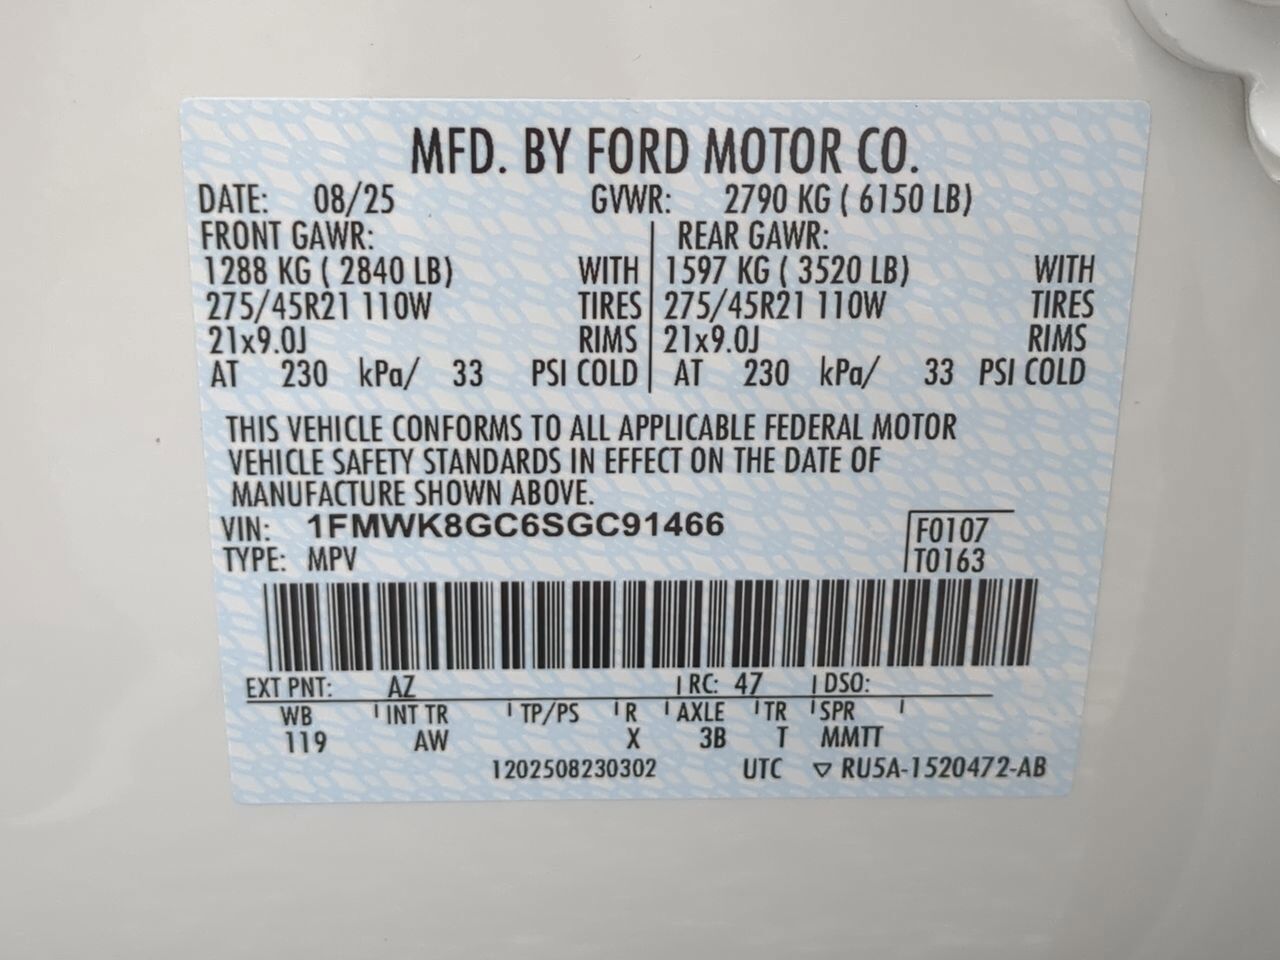 MFD. BY FORD MOTOR CO.
DATE: 08/25 GVWR: 2790 KG ( 6150 LB)
FRONT GAWR: REAR GAWR:
1288 KG ( 2840 LB) WITH 1597 KG ( 3520 LB) WITH
275/45R21 110W TIRES 275/45R21 110W TIRES
21x9.0J RIMS 21x9.0J RIMS
AT 230 kPa/ 33 PSI COLD AT 230 kPa/ 33 PSI COLD
THIS VEHICLE CONFORMS TO ALL APPLICABLE FEDERAL MOTOR
VEHICLE SAFETY STANDARDS IN EFFECT ON THE DATE OF
MANUFACTURE SHOWN ABOVE.
VIN: 1FMWK8GC6SGC91466 F0107
TYPE: MPV T0163
EXT PNT: AZ RC: 47 DSO:
WB INT TR TP/PS R AXLE TR SPR
119 AW X 3B T MMTT
1202508230302 UTC ▽ RU5A-1520472-AB